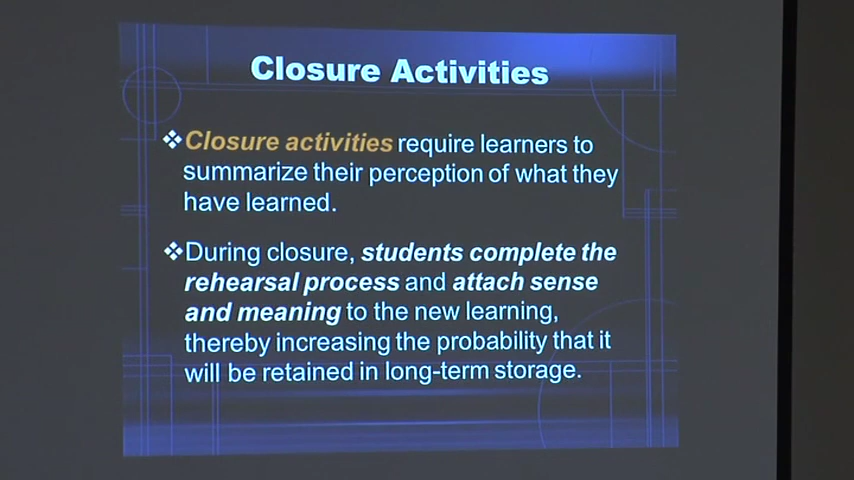 Closure Activities
❖Closure activities require learners to
summarize their perception of what they
have learned.
❖During closure, students complete the
rehearsal process and attach sense
and meaning to the new learning,
thereby increasing the probability that it
will be retained in long-term storage.